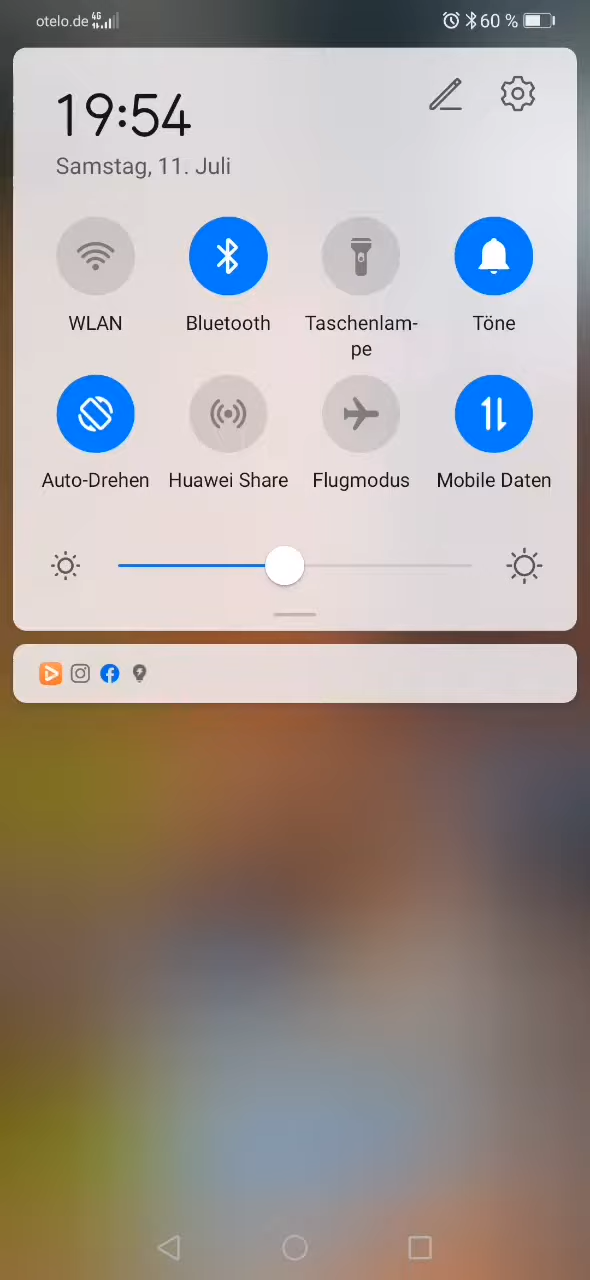 otelo.de 4G 60 %
19:54
Samstag, 11. Juli
WLAN Bluetooth Taschenlam-
pe Töne
Auto-Drehen Huawei Share Flugmodus Mobile Daten